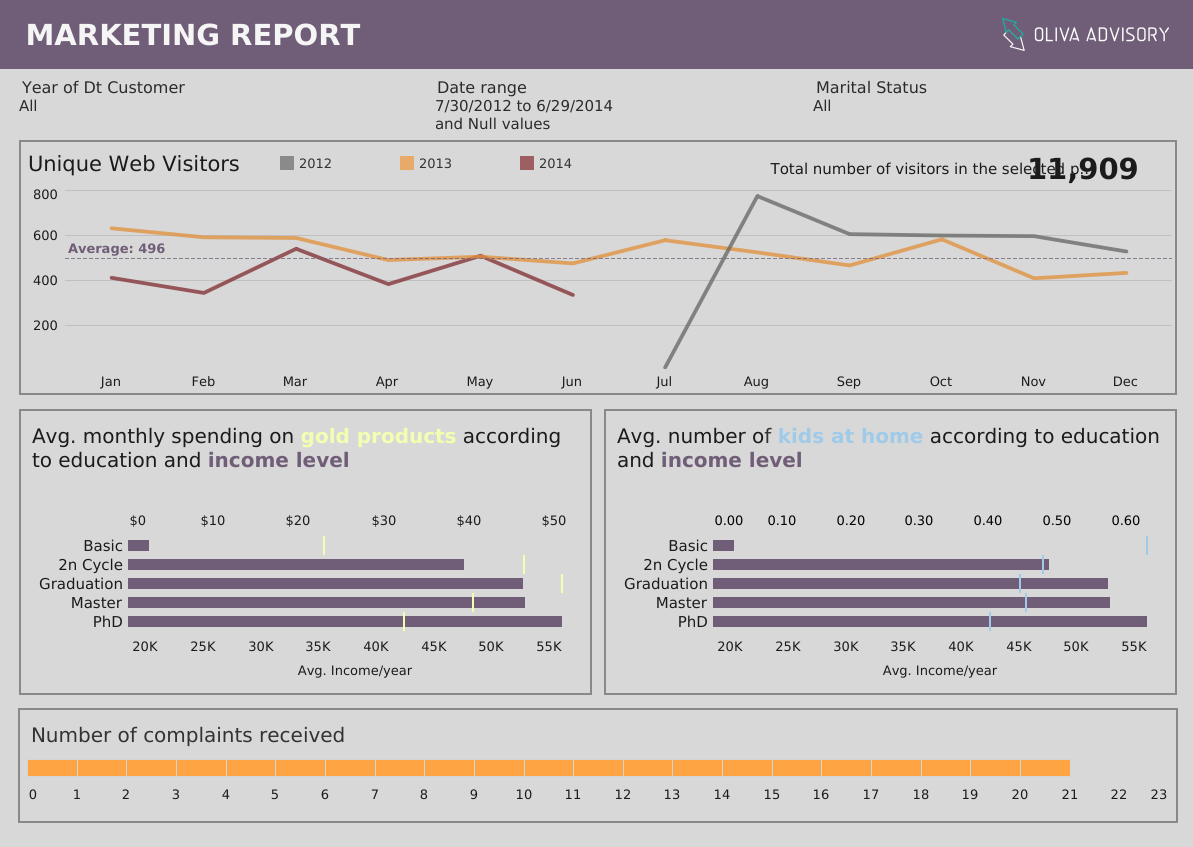 MARKETING REPORT
OLIVA ADVISORY
Year of Dt Customer
All
Date range
7/30/2012 to 6/29/2014
and Null values
Marital Status
All
Unique Web Visitors
2012
2013
2014
Total number of visitors in the selected p...
11,909
800
600
400
200
Average: 496
Jan Feb Mar Apr May Jun Jul Aug Sep Oct Nov Dec
Avg. monthly spending on gold products according
to education and income level
$0 $10 $20 $30 $40 $50
Basic
2n Cycle
Graduation
Master
PhD
20K 25K 30K 35K 40K 45K 50K 55K
Avg. Income/year
Avg. number of kids at home according to education
and income level
0.00 0.10 0.20 0.30 0.40 0.50 0.60
Basic
2n Cycle
Graduation
Master
PhD
20K 25K 30K 35K 40K 45K 50K 55K
Avg. Income/year
Number of complaints received
0 1 2 3 4 5 6 7 8 9 10 11 12 13 14 15 16 17 18 19 20 21 22 23